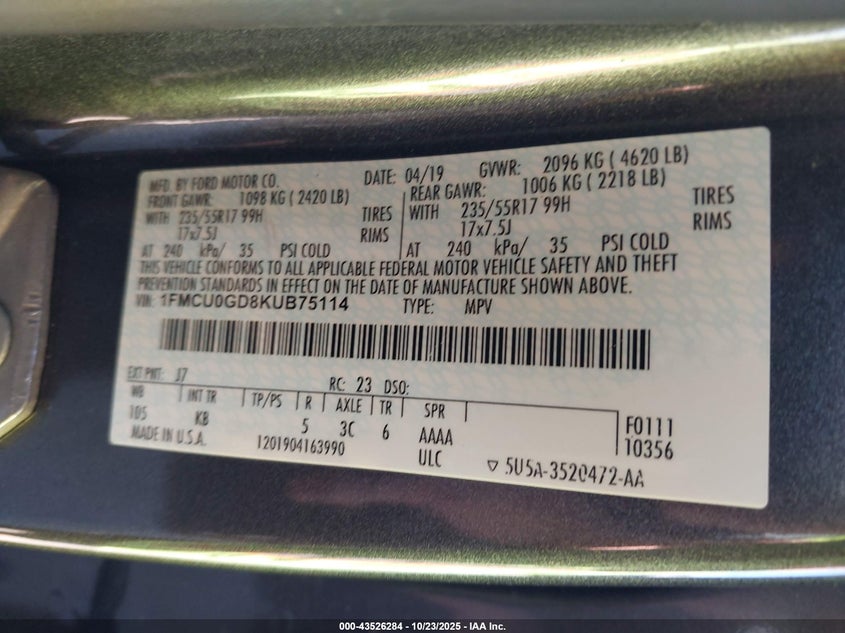 MFD. BY FORD MOTOR CO. DATE: 04/19 GVWR: 2096 KG ( 4620 LB)
FRONT GAWR: 1098 KG ( 2420 LB) REAR GAWR: 1006 KG ( 2218 LB)
WITH 235/55R17 99H TIRES WITH 235/55R17 99H TIRES
17x7.5J RIMS 17x7.5J RIMS
AT 240 kPa/ 35 PSI COLD AT 240 kPa/ 35 PSI COLD
THIS VEHICLE CONFORMS TO ALL APPLICABLE FEDERAL MOTOR VEHICLE SAFETY AND THEFT
PREVENTION STANDARDS IN EFFECT ON THE DATE OF MANUFACTURE SHOWN ABOVE.
VIN: 1FMCU0GD8KUB75114 TYPE: MPV
EXT PNT: J7 RC: 23 DSO:
WB INT TR TP/PS R AXLE TR SPR F0111
105 KB 5 3C 6 AAAA 10356
MADE IN U.S.A. 1201904163990 ULC ▽ 5U5A-3520472-AA
000-43526284 - 10/23/2025 - IAA Inc.